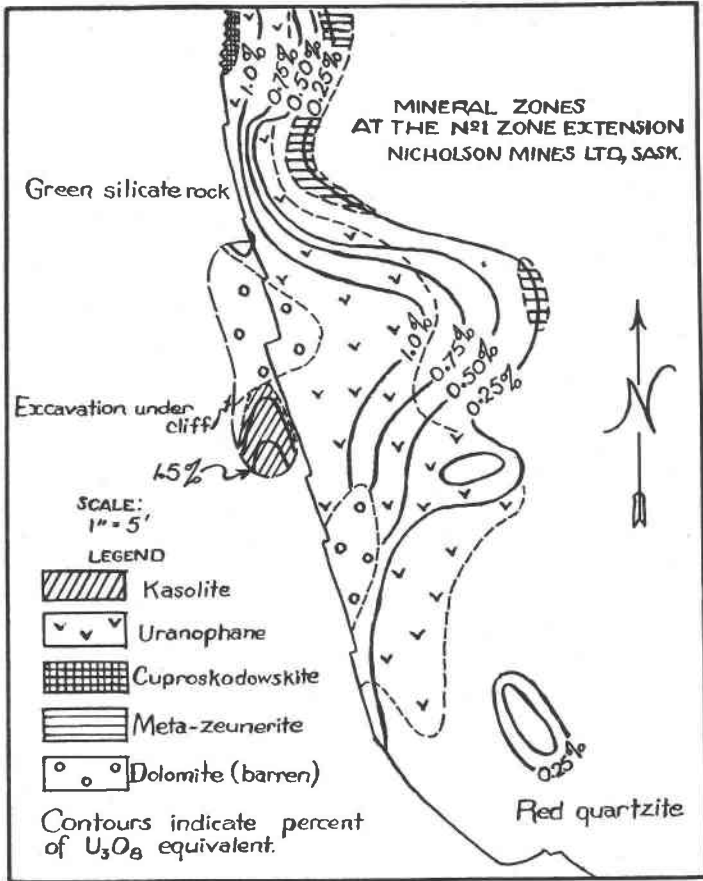 1.0%
0.75%
0.50%
0.25%
MINERAL ZONES
AT THE No1 ZONE EXTENSION
NICHOLSON MINES LTD, SASK.
Green silicate rock
1.0%
0.75%
0.50%
0.25%
N
Excavation under
cliff
1.5%
SCALE:
1" = 5'
LEGEND
Kasolite
Uranophane
Cuproskodowskite
Meta-zeunerite
Dolomite (barren)
0.25%
Red quartzite
Contours indicate percent
of U3O8 equivalent.